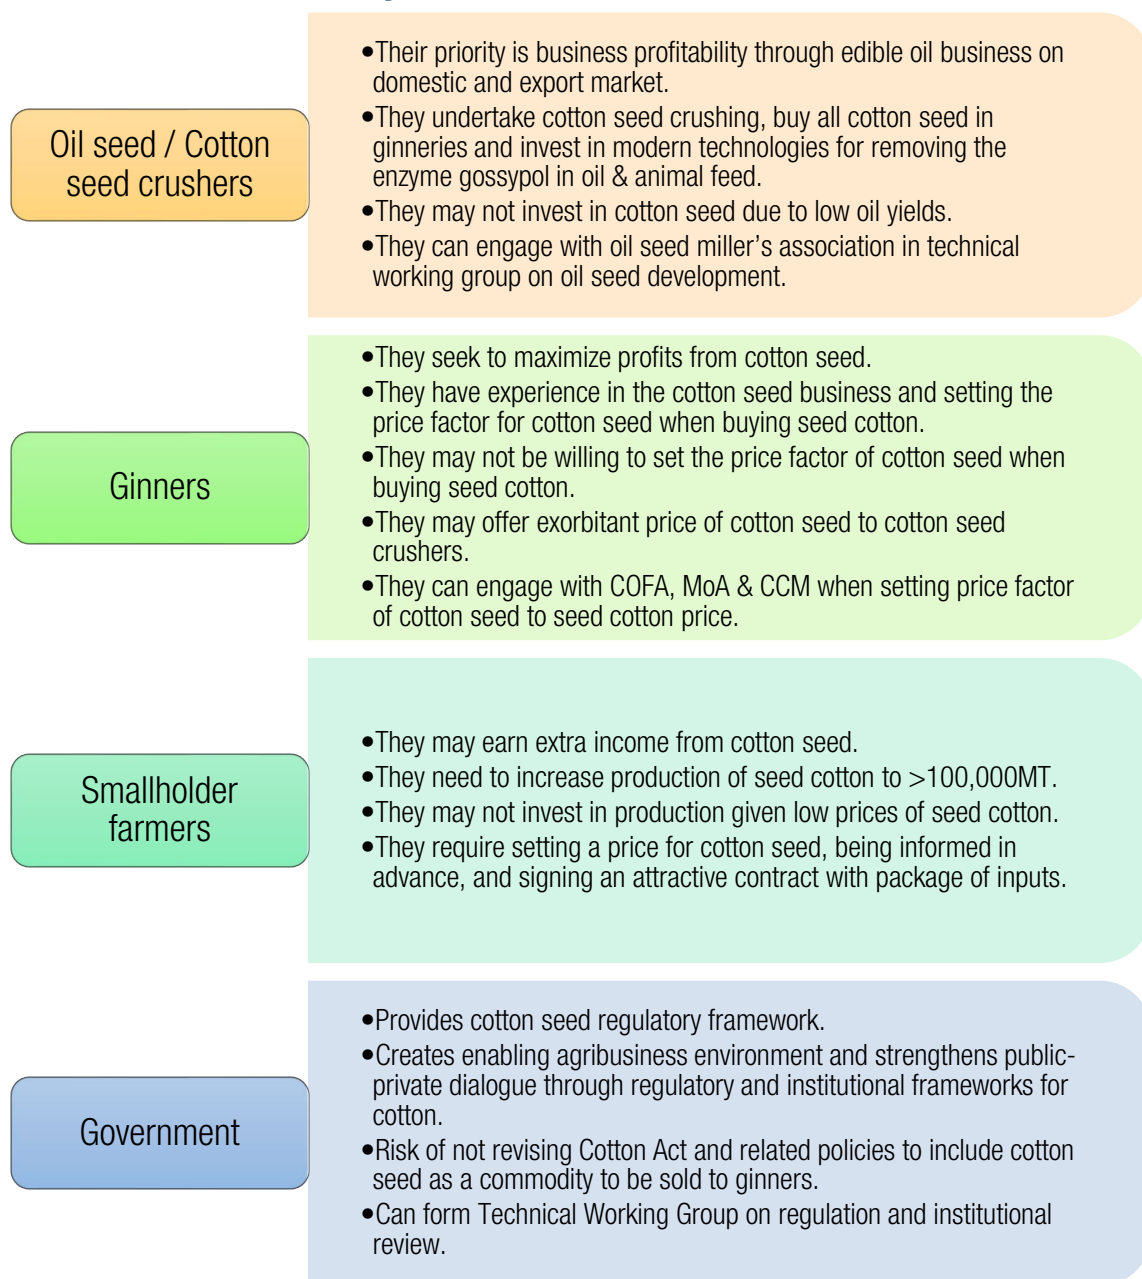 Oil seed / Cotton
seed crushers
•Their priority is business profitability through edible oil business on
domestic and export market.
•They undertake cotton seed crushing, buy all cotton seed in
ginneries and invest in modern technologies for removing the
enzyme gossypol in oil & animal feed.
•They may not invest in cotton seed due to low oil yields.
•They can engage with oil seed miller’s association in technical
working group on oil seed development.
Ginners
•They seek to maximize profits from cotton seed.
•They have experience in the cotton seed business and setting the
price factor for cotton seed when buying seed cotton.
•They may not be willing to set the price factor of cotton seed when
buying seed cotton.
•They may offer exorbitant price of cotton seed to cotton seed
crushers.
•They can engage with COFA, MoA & CCM when setting price factor
of cotton seed to seed cotton price.
Smallholder
farmers
•They may earn extra income from cotton seed.
•They need to increase production of seed cotton to >100,000MT.
•They may not invest in production given low prices of seed cotton.
•They require setting a price for cotton seed, being informed in
advance, and signing an attractive contract with package of inputs.
Government
•Provides cotton seed regulatory framework.
•Creates enabling agribusiness environment and strengthens public-
private dialogue through regulatory and institutional frameworks for
cotton.
•Risk of not revising Cotton Act and related policies to include cotton
seed as a commodity to be sold to ginners.
•Can form Technical Working Group on regulation and institutional
review.